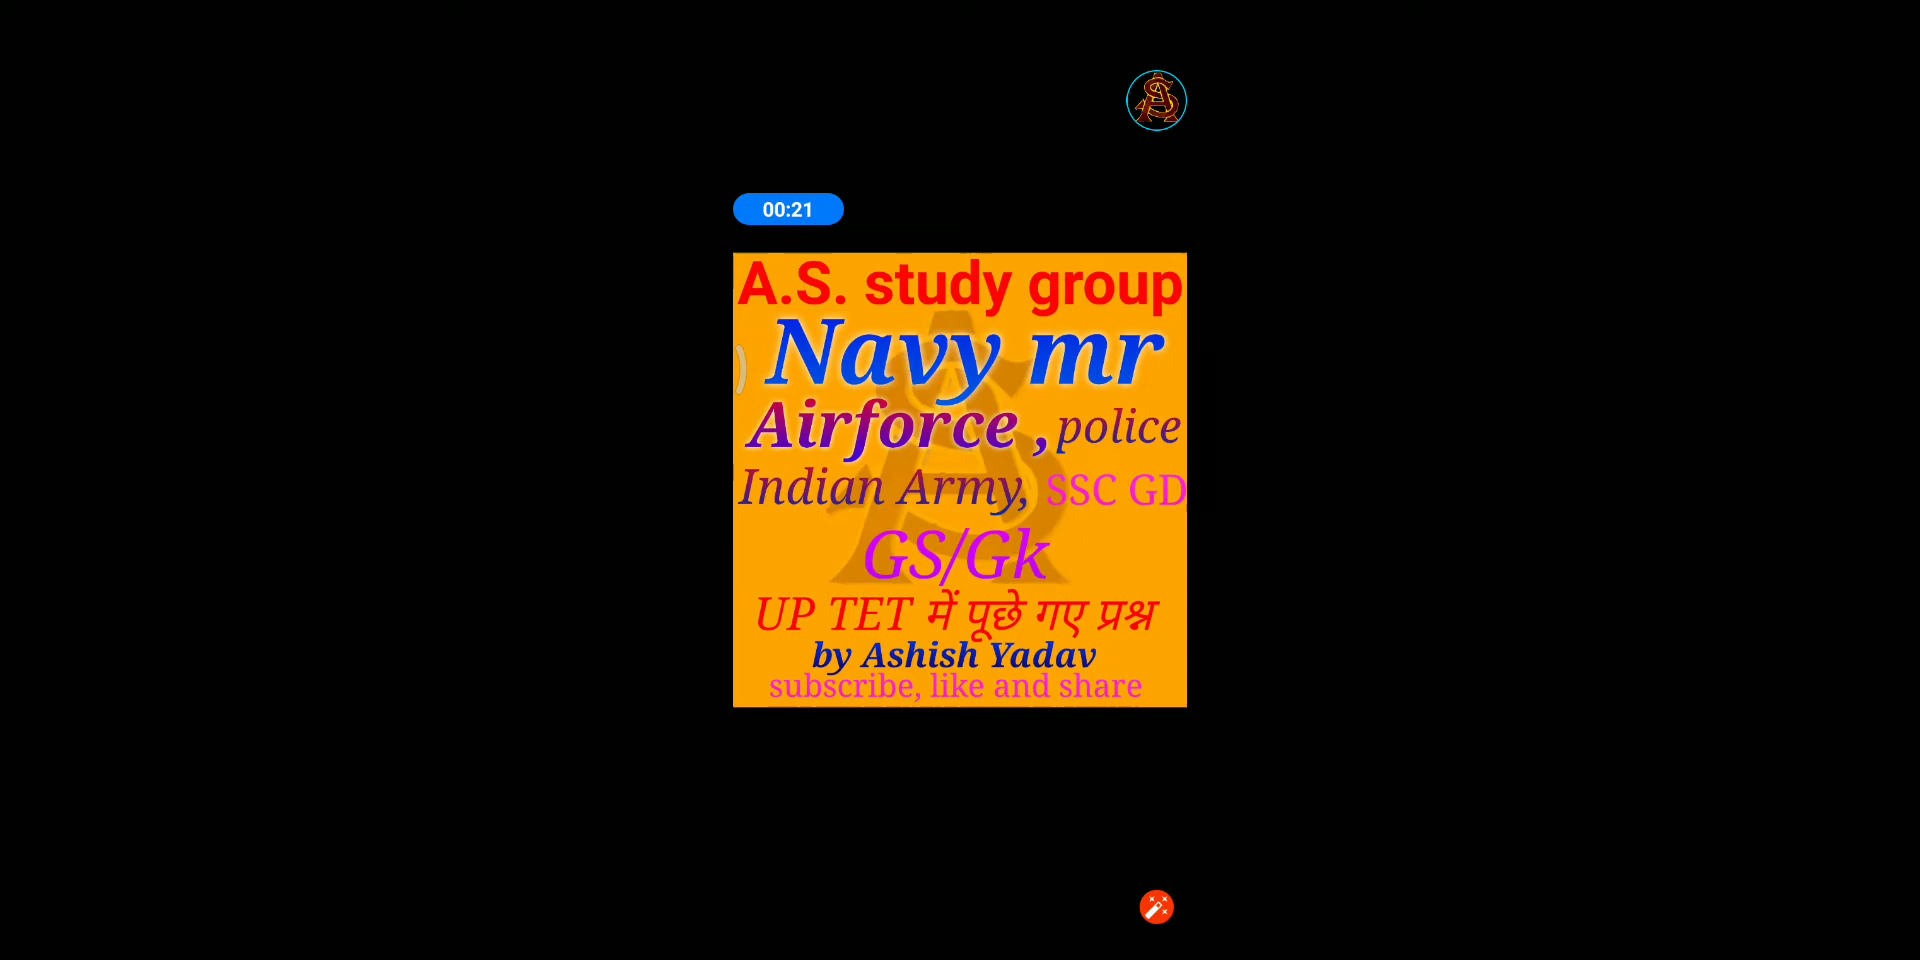 00:21
A.S. study group
Navy mr
Airforce , police
Indian Army, SSC GD
GS/Gk
UP TET में पूछे गए प्रश्न
by Ashish Yadav
subscribe, like and share